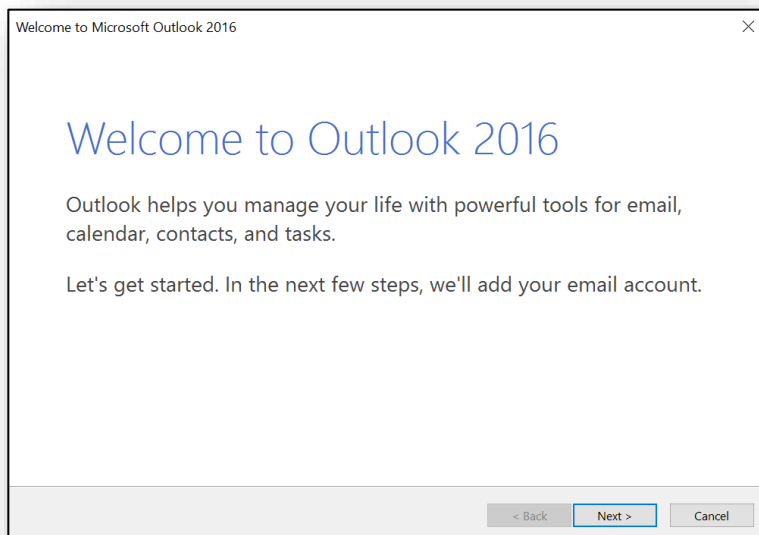 Welcome to Microsoft Outlook 2016
Welcome to Outlook 2016
Outlook helps you manage your life with powerful tools for email,
calendar, contacts, and tasks.
Let's get started. In the next few steps, we'll add your email account.
< Back Next > Cancel